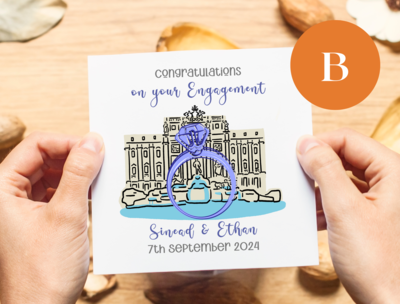 B
Congratulations
on your Engagement
Sinead & Ethan
7th September 2024